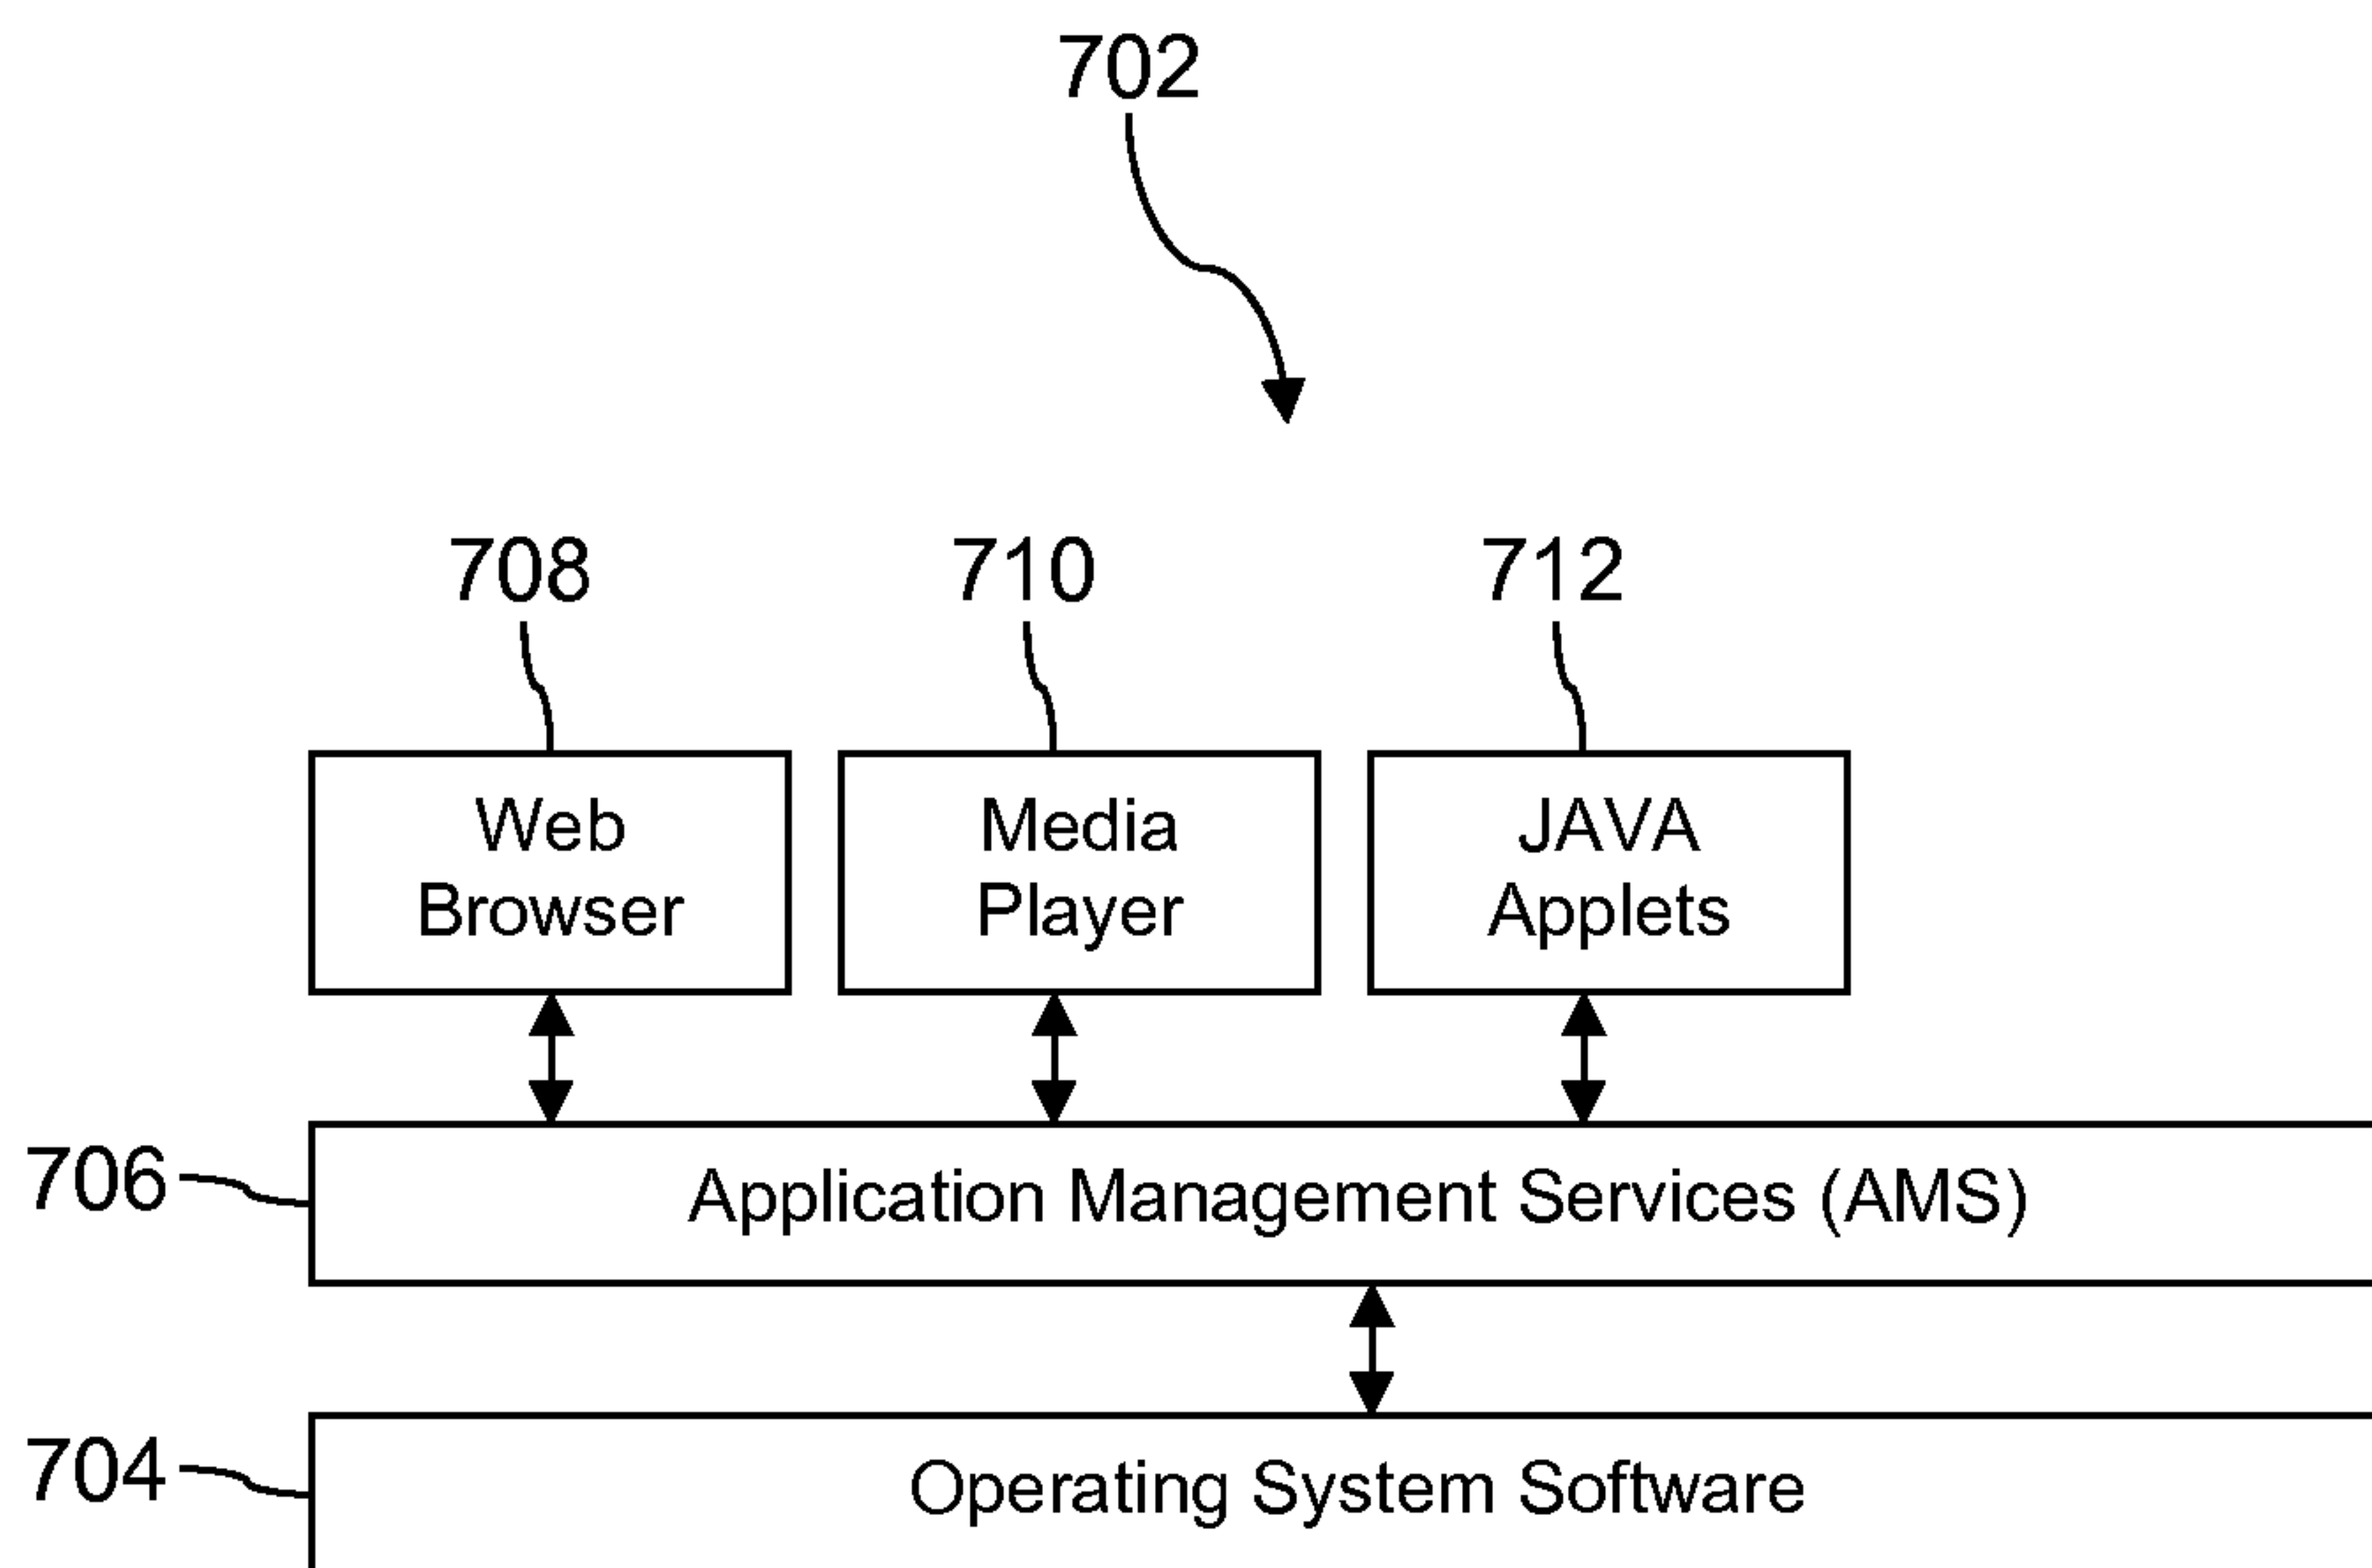 702
708
710
712
Web
Browser
Media
Player
JAVA
Applets
706
Application Management Services (AMS)
704
Operating System Software